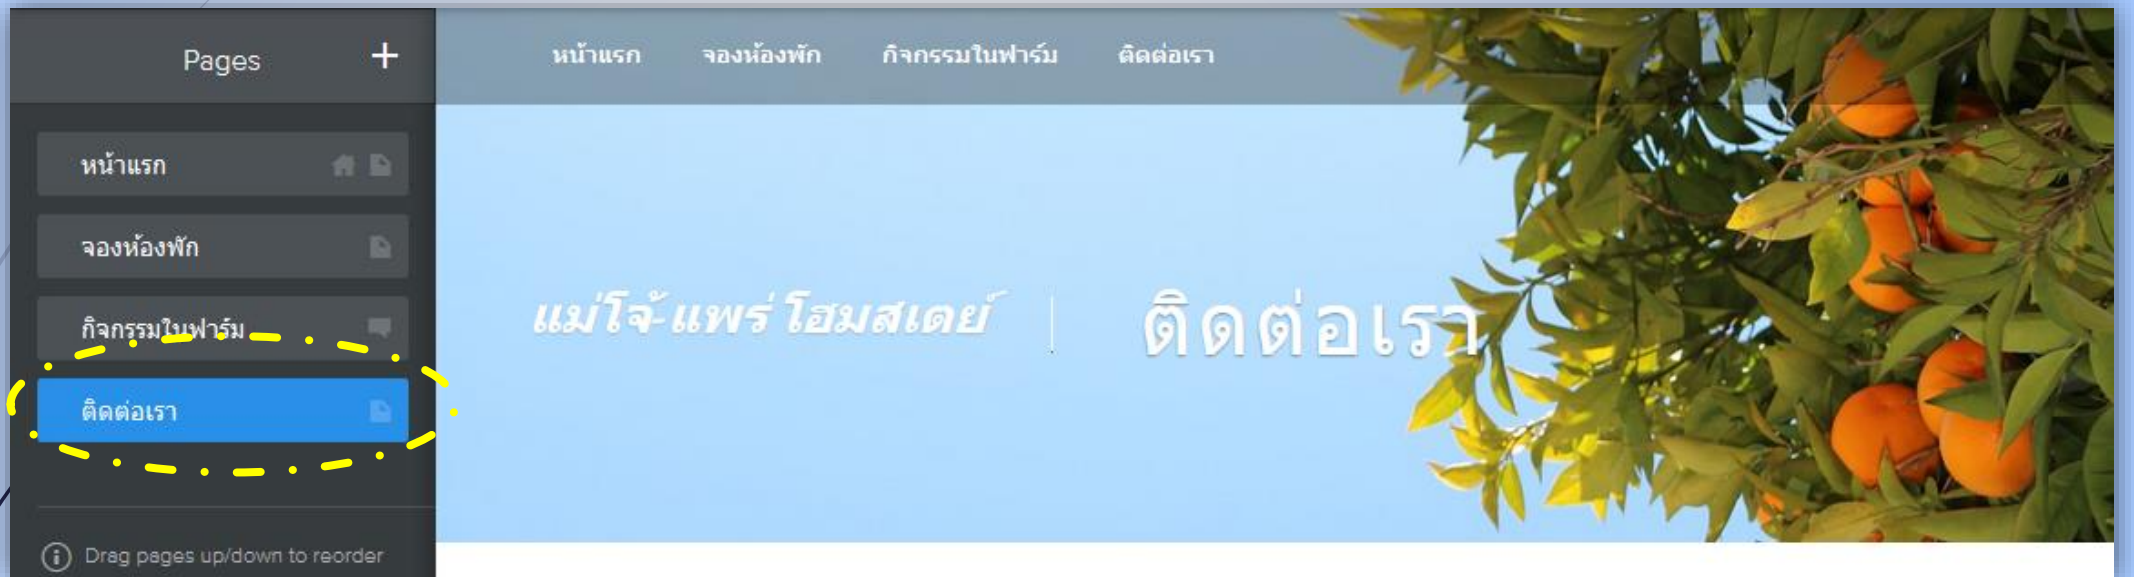 Pages +
หน้าแรก
จองห้องพัก
กิจกรรมในฟาร์ม
ติดต่อเรา
Drag pages up/down to reorder
หน้าแรก จองห้องพัก กิจกรรมในฟาร์ม ติดต่อเรา
แม่โจ้-แพร่ โฮมสเตย์
ติดต่อเรา